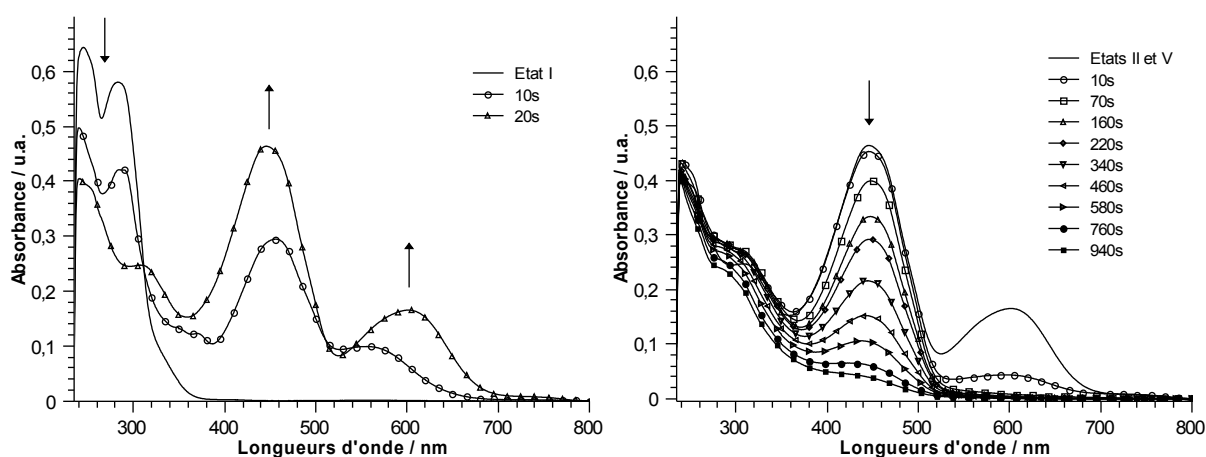 0,6
0,5
0,4
0,3
0,2
0,1
0
Absorbance / u.a.
300 400 500 600 700 800
Longueurs d'onde / nm
Etat I
10s
20s
0,6
0,5
0,4
0,3
0,2
0,1
0
Absorbance / u.a.
300 400 500 600 700 800
Longueurs d'onde / nm
Etats II et V
10s
70s
160s
220s
340s
460s
580s
760s
940s